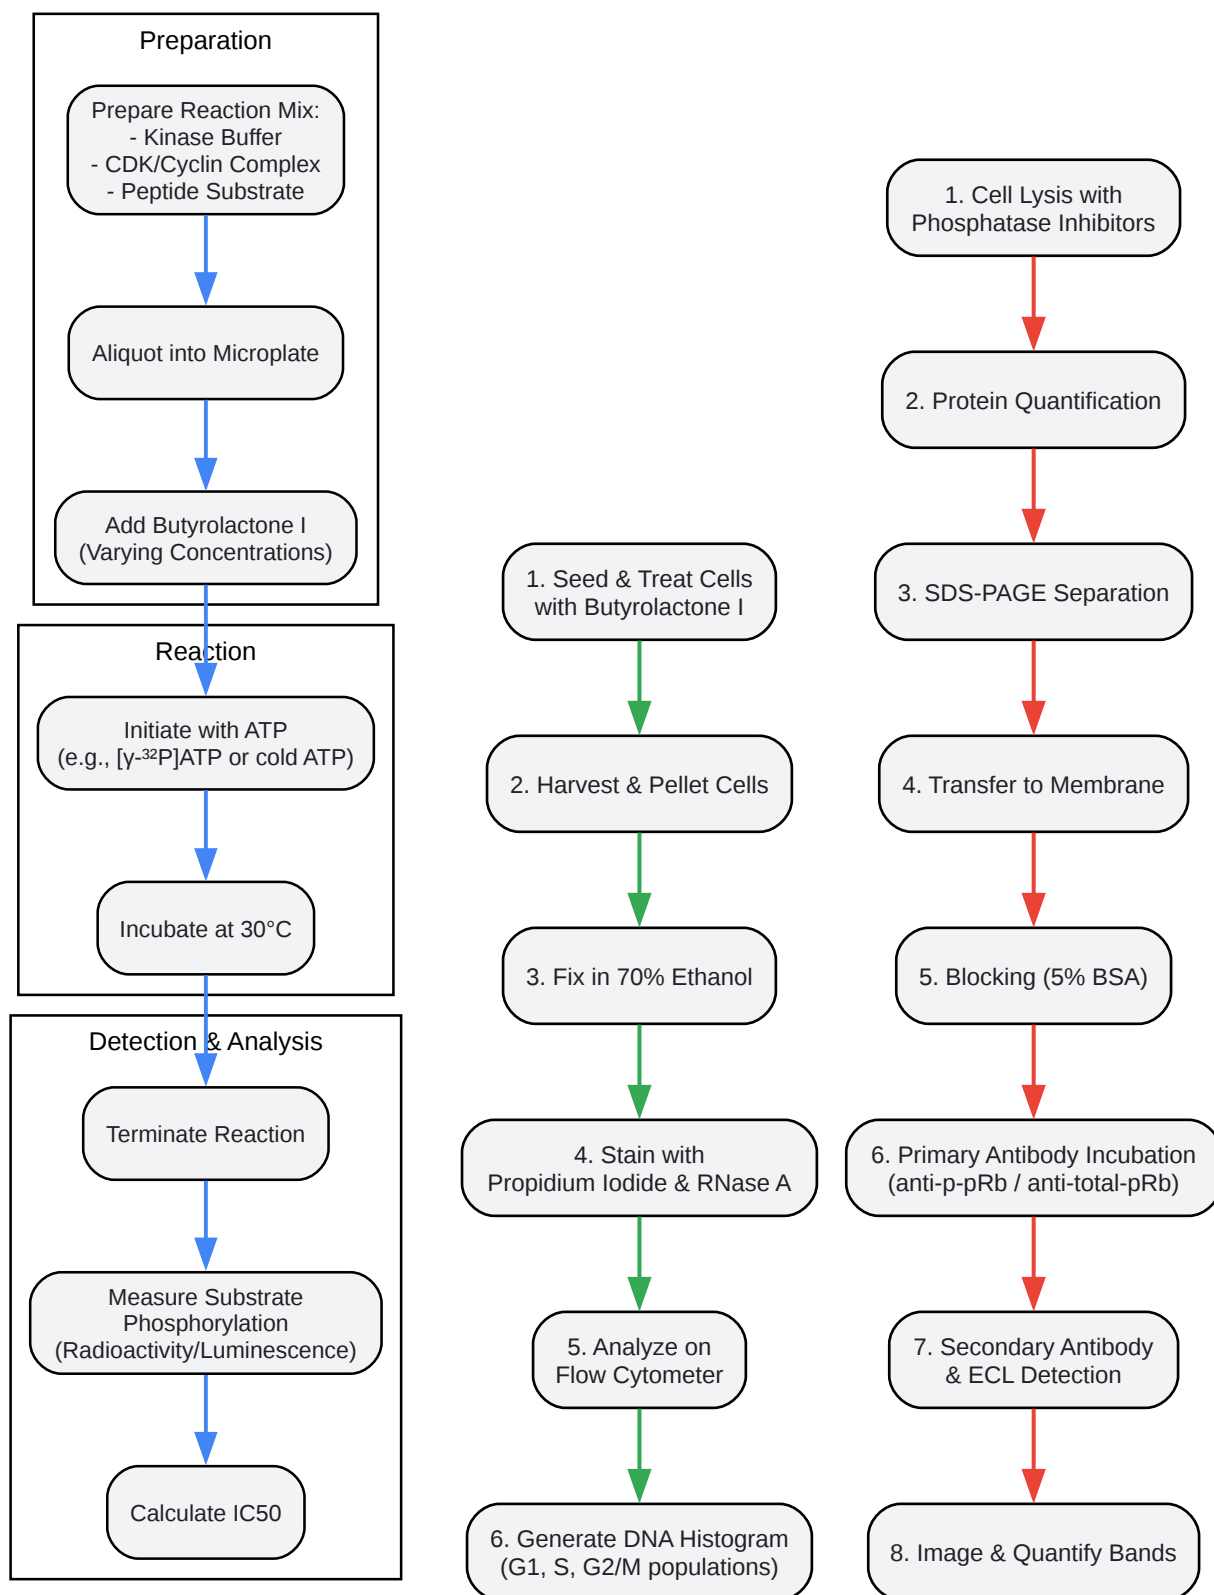 Preparation
Prepare Reaction Mix:
- Kinase Buffer
- CDK/Cyclin Complex
- Peptide Substrate
Aliquot into Microplate
Add Butyrolactone I
(Varying Concentrations)
Reaction
Initiate with ATP
(e.g., [γ-³²P]ATP or cold ATP)
Incubate at 30°C
Detection & Analysis
Terminate Reaction
Measure Substrate
Phosphorylation
(Radioactivity/Luminescence)
Calculate IC50
1. Seed & Treat Cells
with Butyrolactone I
2. Harvest & Pellet Cells
3. Fix in 70% Ethanol
4. Stain with
Propidium Iodide & RNase A
5. Analyze on
Flow Cytometer
6. Generate DNA Histogram
(G1, S, G2/M populations)
1. Cell Lysis with
Phosphatase Inhibitors
2. Protein Quantification
3. SDS-PAGE Separation
4. Transfer to Membrane
5. Blocking (5% BSA)
6. Primary Antibody Incubation
(anti-p-pRb / anti-total-pRb)
7. Secondary Antibody
& ECL Detection
8. Image & Quantify Bands